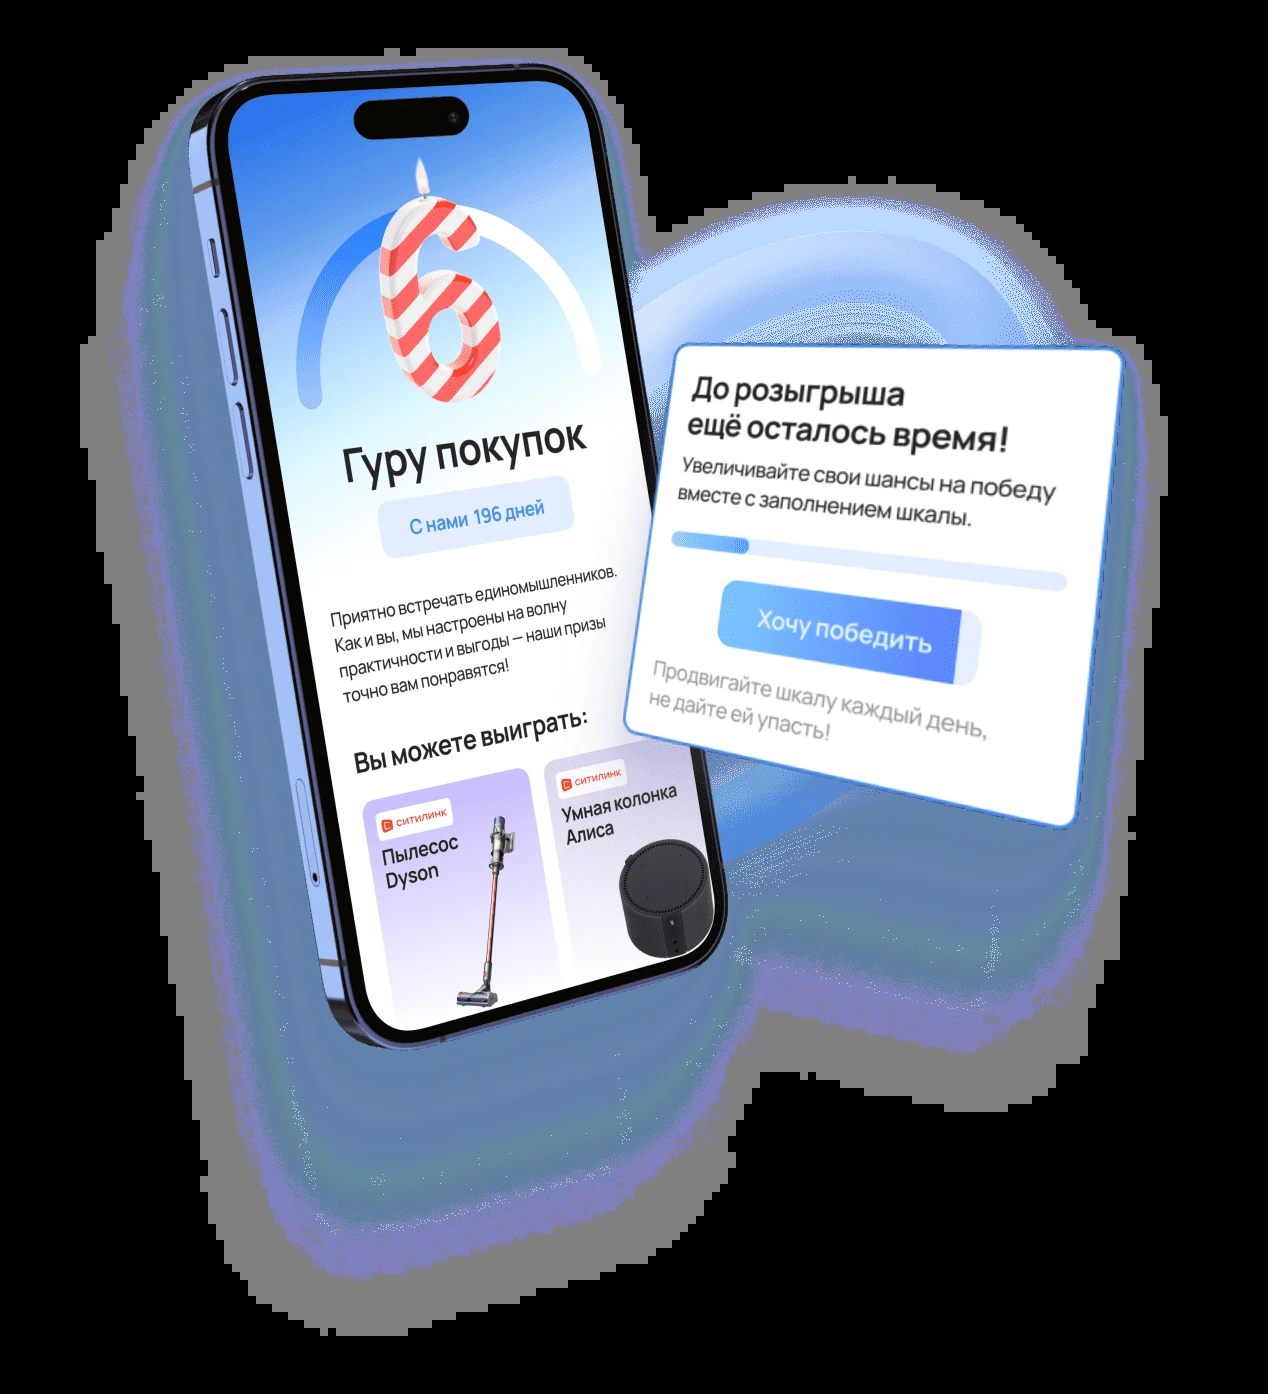 6
Гуру покупок
С нами 196 дней
Приятно встречать единомышленников.
Как и вы, мы настроены на волну
практичности и выгоды — наши призы
точно вам понравятся!
Вы можете выиграть:
СИТИЛИНК
Пылесос
Dyson
СИТИЛИНК
Умная колонка
Алиса
До розыгрыша
ещё осталось время!
Увеличивайте свои шансы на победу
вместе с заполнением шкалы.
Хочу победить
Продвигайте шкалу каждый день,
не дайте ей упасть!